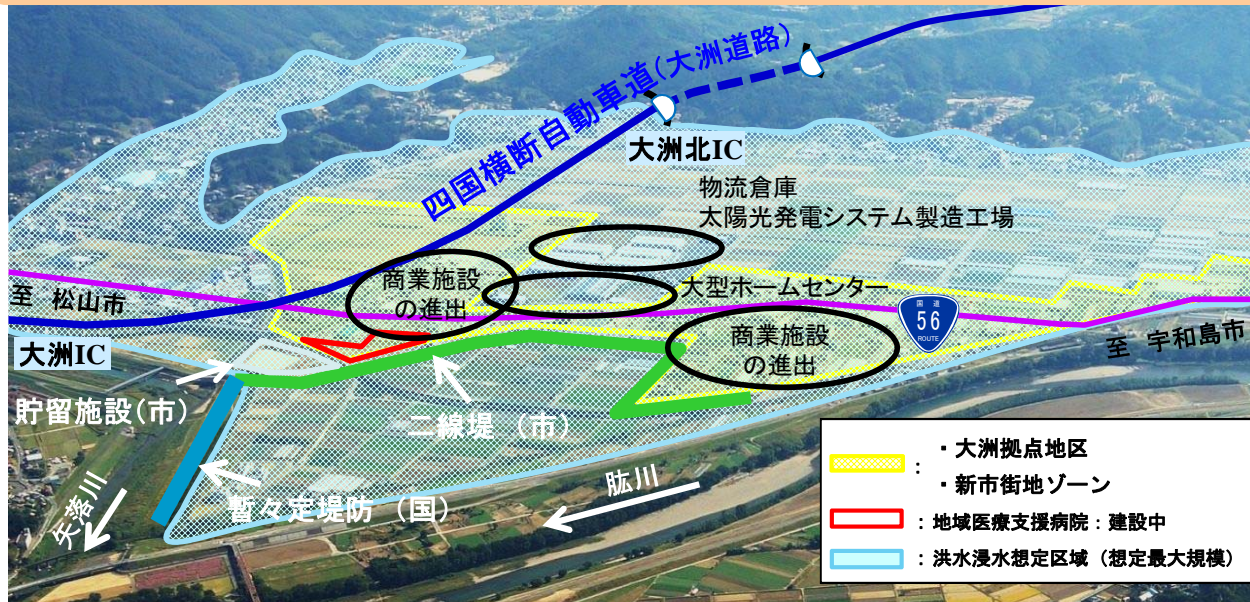 四国横断自動車道(大洲道路)
大洲北IC
物流倉庫
太陽光発電システム製造工場
商業施設
の進出
大型ホームセンター
至 松山市
国道
56
ROUTE
商業施設
の進出
至 宇和島市
大洲IC
貯留施設(市)
二線堤 (市)
暫々定堤防 (国)
矢落川
肱川
:
・大洲拠点地区
・新市街地ゾーン
:地域医療支援病院:建設中
:洪水浸水想定区域 (想定最大規模)